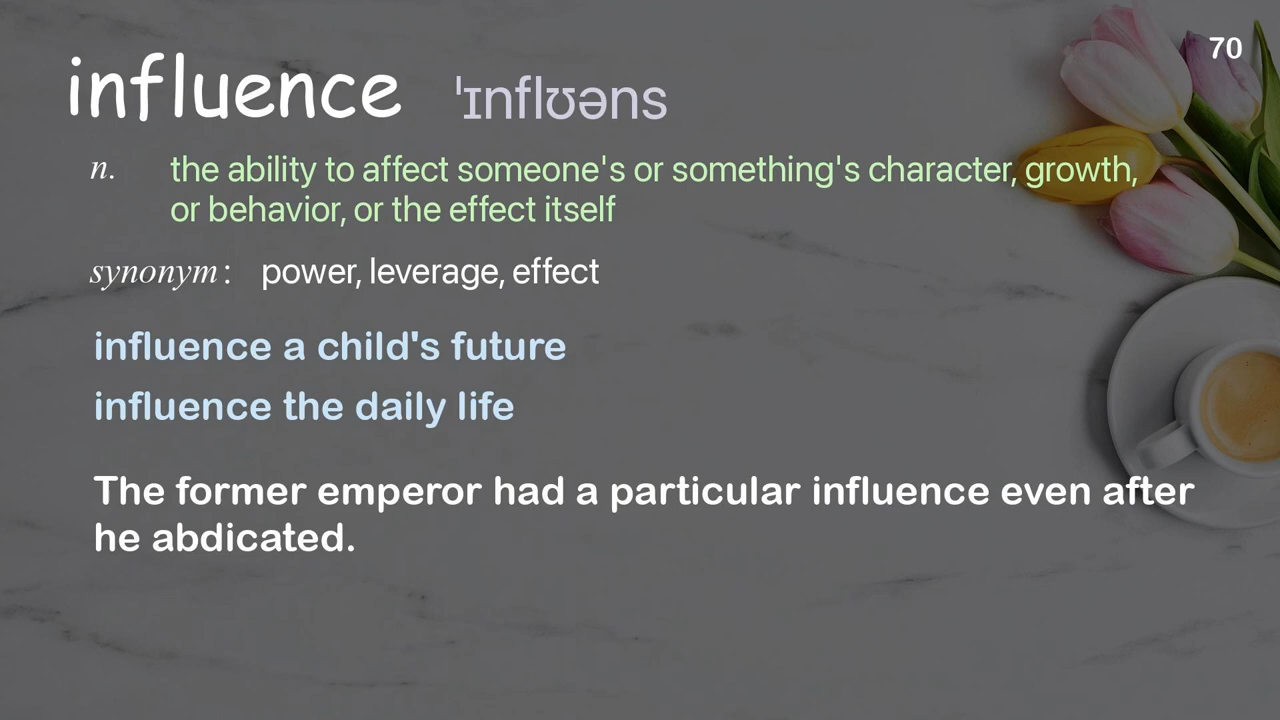 70
influence ˈɪnflʊəns
n. the ability to affect someone's or something's character, growth,
or behavior, or the effect itself
synonym: power, leverage, effect
influence a child's future
influence the daily life
The former emperor had a particular influence even after
he abdicated.